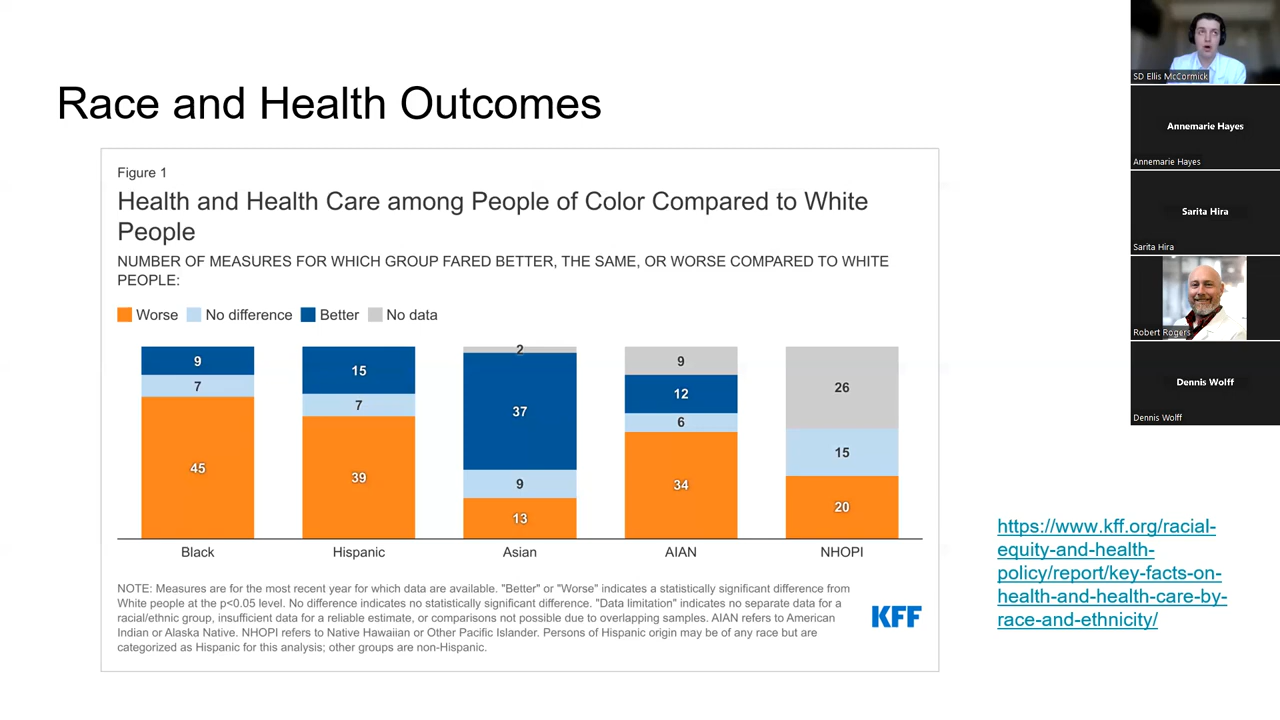 Race and Health Outcomes
Figure 1
Health and Health Care among People of Color Compared to White
People
NUMBER OF MEASURES FOR WHICH GROUP FARED BETTER, THE SAME, OR WORSE COMPARED TO WHITE
PEOPLE:
Worse No difference Better No data
9
7
45
15
7
39
2
37
9
13
9
12
6
34
26
15
20
Black Hispanic Asian AIAN NHOPI
NOTE: Measures are for the most recent year for which data are available. "Better" or "Worse" indicates a statistically significant difference from
White people at the p<0.05 level. No difference indicates no statistically significant difference. "Data limitation" indicates no separate data for a
racial/ethnic group, insufficient data for a reliable estimate, or comparisons not possible due to overlapping samples. AIAN refers to American
Indian or Alaska Native. NHOPI refers to Native Hawaiian or Other Pacific Islander. Persons of Hispanic origin may be of any race but are
categorized as Hispanic for this analysis; other groups are non-Hispanic.
KFF
https://www.kff.org/racial-
equity-and-health-
policy/report/key-facts-on-
health-and-health-care-by-
race-and-ethnicity/
SD Ellis McCormick
Annemarie Hayes
Annemarie Hayes
Sarita Hira
Sarita Hira
Robert Rogers
Dennis Wolff
Dennis Wolff